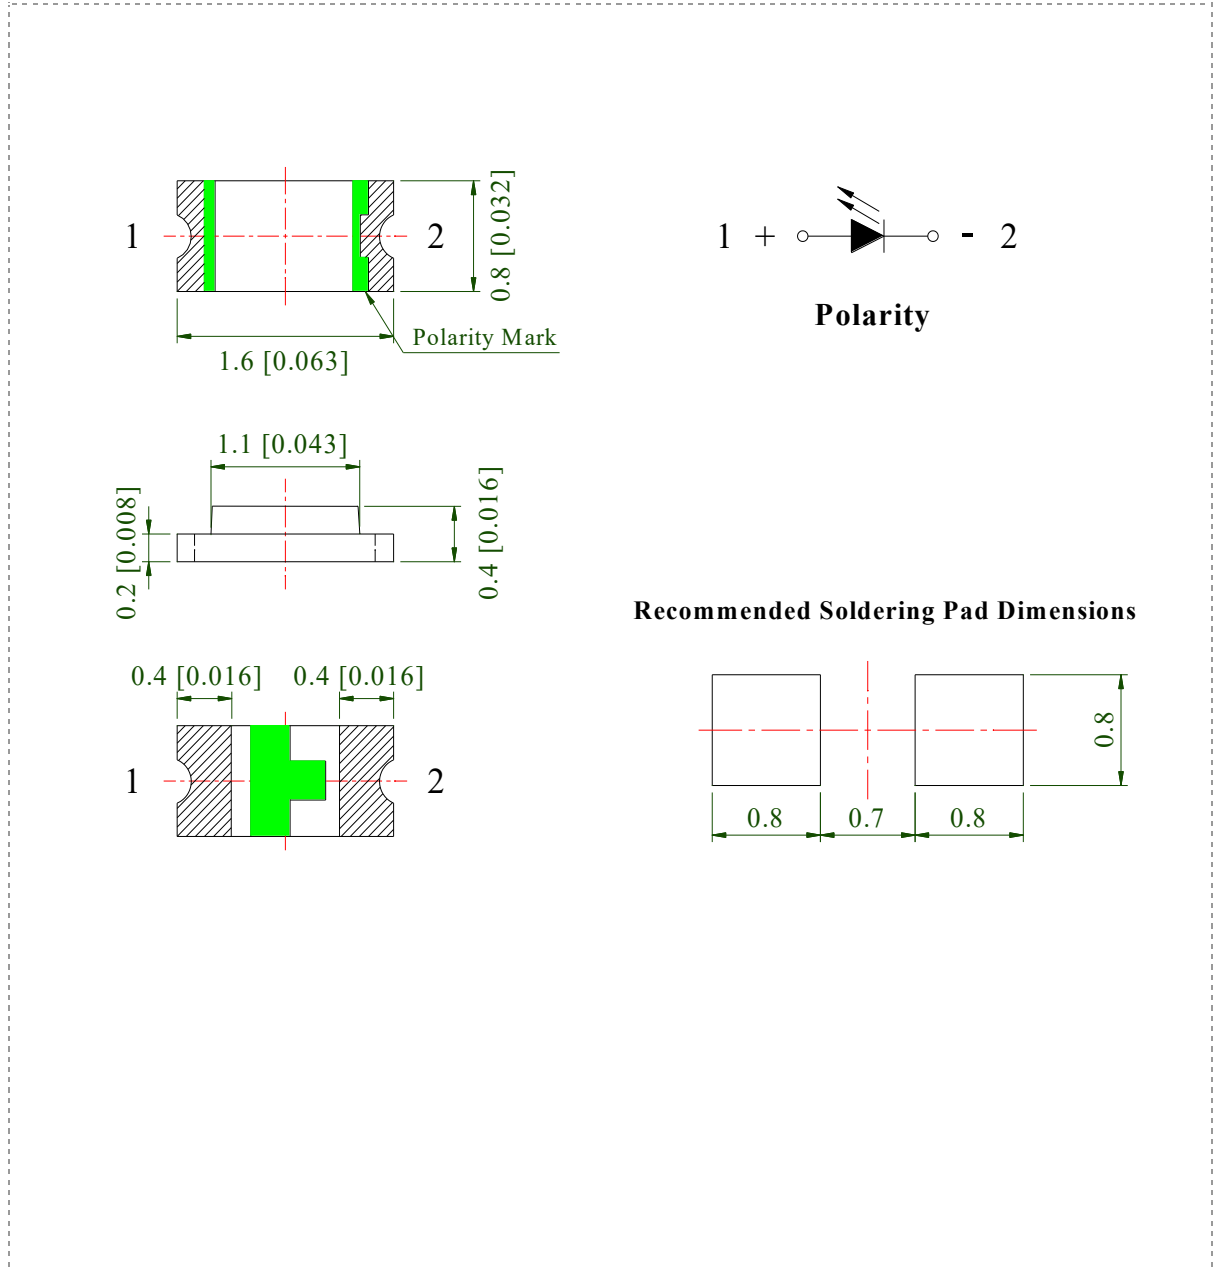 0.8 [0.032]
1
2
1 + - 2
Polarity
Polarity Mark
1.6 [0.063]
1.1 [0.043]
0.2 [0.008]
0.4 [0.016]
Recommended Soldering Pad Dimensions
0.4 [0.016] 0.4 [0.016]
1
2
0.8
0.8 0.7 0.8